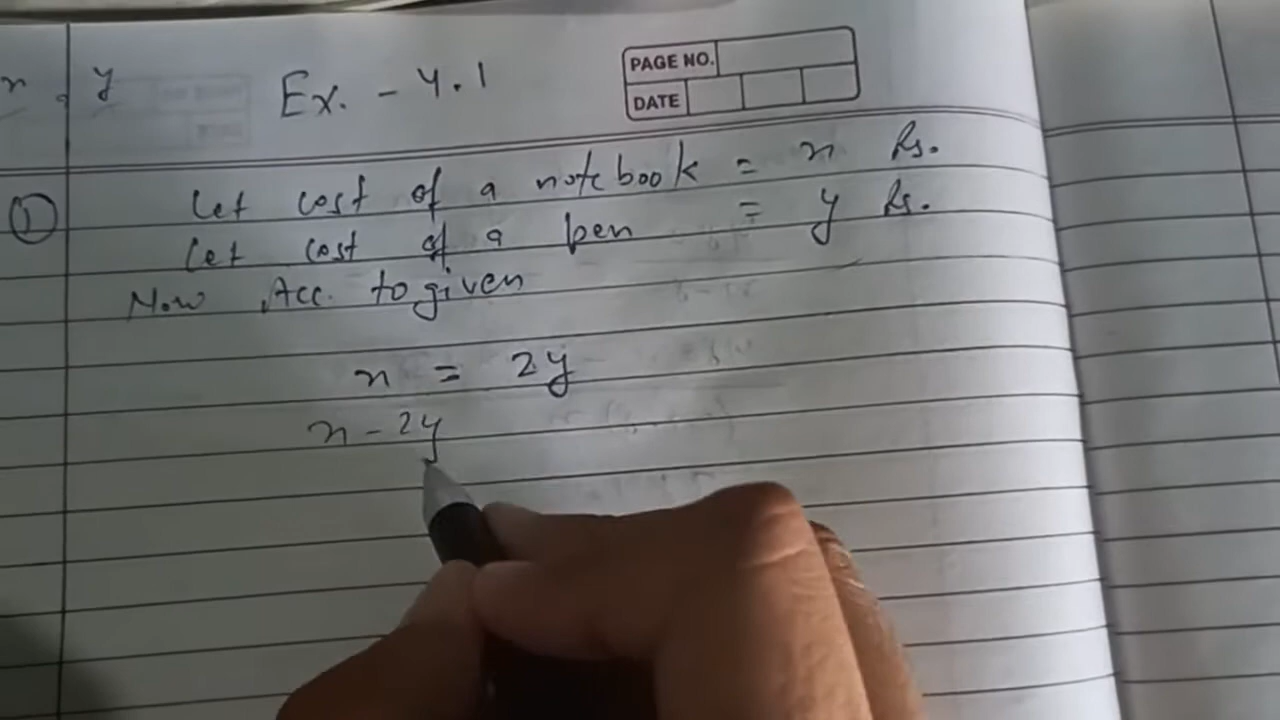 x, y
Ex. - 4.1
PAGE NO.
DATE
① Let cost of a notebook = x Rs.
Let cost of a pen = y Rs.
Now Acc. to given
x = 2y
x - 2y